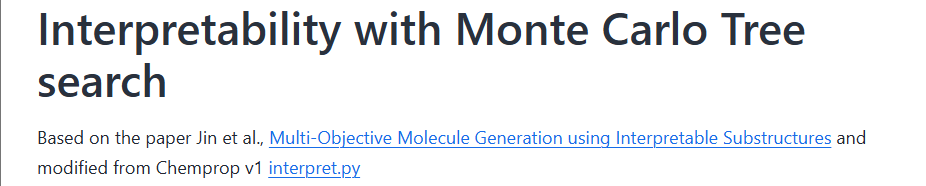 Interpretability with Monte Carlo Tree
search
Based on the paper Jin et al., Multi-Objective Molecule Generation using Interpretable Substructures and
modified from Chemprop v1 interpret.py